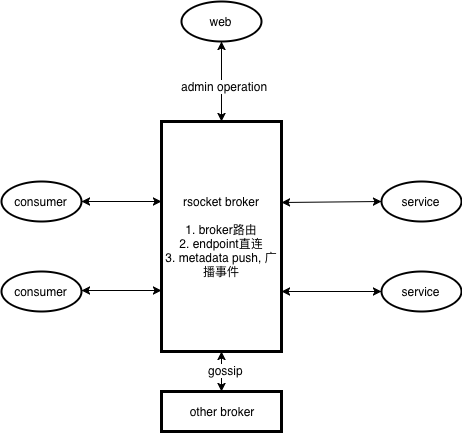 web
admin operation
rsocket broker
consumer
service
1. broker路由
2. endpoint直连
3. metadata push, 广
播事件
consumer
service
gossip
other broker